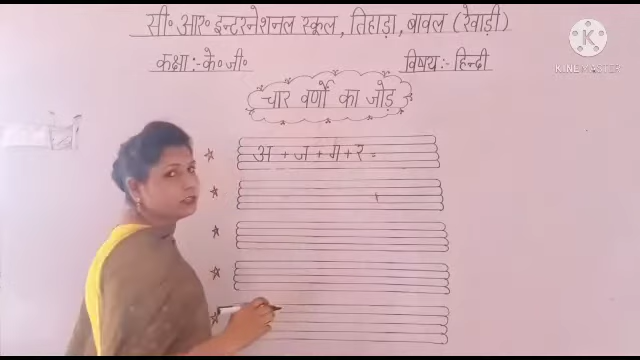 सी॰ आर॰ इन्टरनेशनल स्कूल, तिहाड़ा, बावल (रेवाड़ी)
कक्षा :- के॰ जी॰
विषय :- हिन्दी
चार वर्णों का जोड़
अ + ज + ग + र =
KINEMASTER